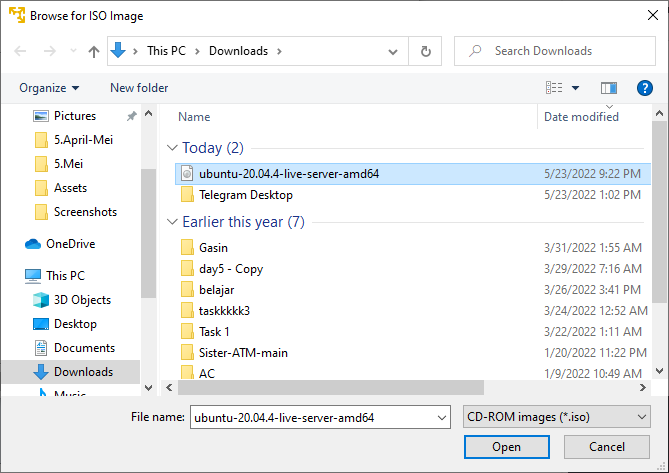 Browse for ISO Image
This PC > Downloads >
Search Downloads
Organize
New folder
Pictures
5.April-Mei
5.Mei
Assets
Screenshots
OneDrive
This PC
3D Objects
Desktop
Documents
Downloads
Music
Name Date modified
Today (2)
ubuntu-20.04.4-live-server-amd64 5/23/2022 9:22 PM
Telegram Desktop 5/23/2022 1:02 PM
Earlier this year (7)
Gasin 3/31/2022 1:55 AM
day5 - Copy 3/29/2022 7:16 AM
belajar 3/26/2022 3:41 PM
taskkkkk3 3/24/2022 12:52 AM
Task 1 3/22/2022 1:11 AM
Sister-ATM-main 1/20/2022 11:22 PM
AC 1/9/2022 10:49 AM
File name: ubuntu-20.04.4-live-server-amd64 CD-ROM images (*.iso)
Open Cancel